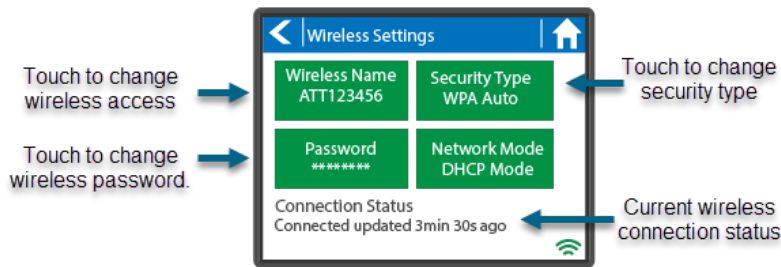 Wireless Settings
Touch to change
wireless access
Wireless Name
ATT123456
Security Type
WPA Auto
Touch to change
security type
Touch to change
wireless password.
Password
********
Network Mode
DHCP Mode
Connection Status
Connected updated 3min 30s ago
Current wireless
connection status